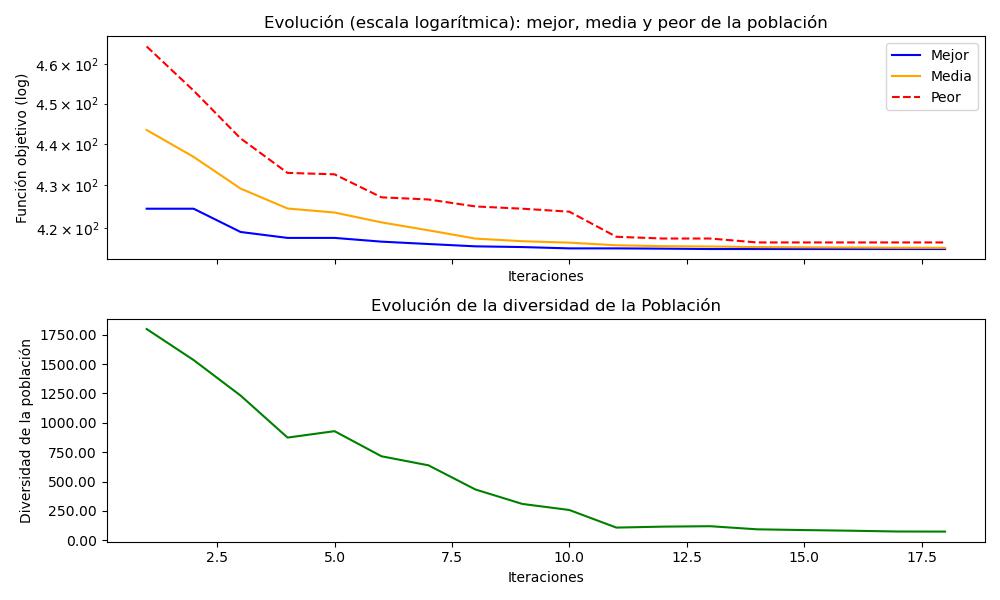 Evolución (escala logarítmica): mejor, media y peor de la población
Función objetivo (log)
4.6 × 10²
4.5 × 10²
4.4 × 10²
4.3 × 10²
4.2 × 10²
Mejor
Media
Peor
Iteraciones
Evolución de la diversidad de la Población
Diversidad de la población
1750.00
1500.00
1250.00
1000.00
750.00
500.00
250.00
0.00
2.5 5.0 7.5 10.0 12.5 15.0 17.5
Iteraciones